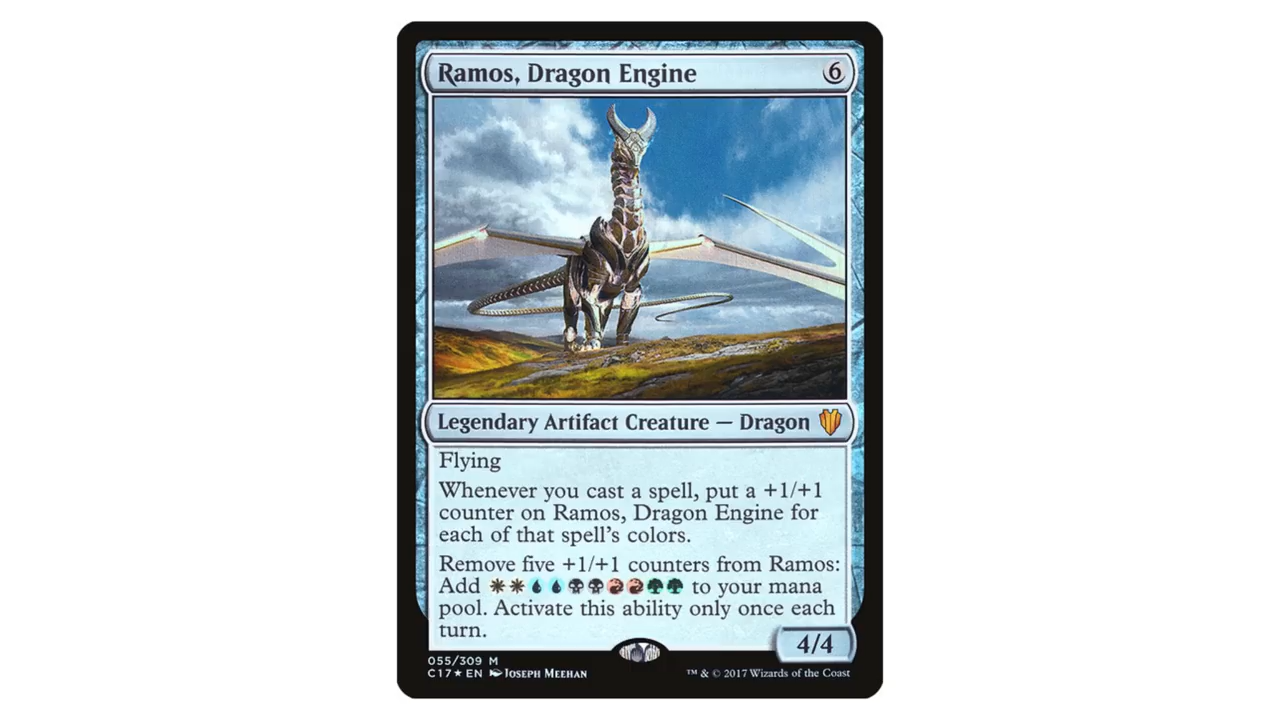 Ramos, Dragon Engine 6
Legendary Artifact Creature — Dragon
Flying
Whenever you cast a spell, put a +1/+1
counter on Ramos, Dragon Engine for
each of that spell's colors.
Remove five +1/+1 counters from Ramos:
Add to your mana
pool. Activate this ability only once each
turn.
4/4
055/309 M
C17★EN Joseph Meehan
™ & © 2017 Wizards of the Coast